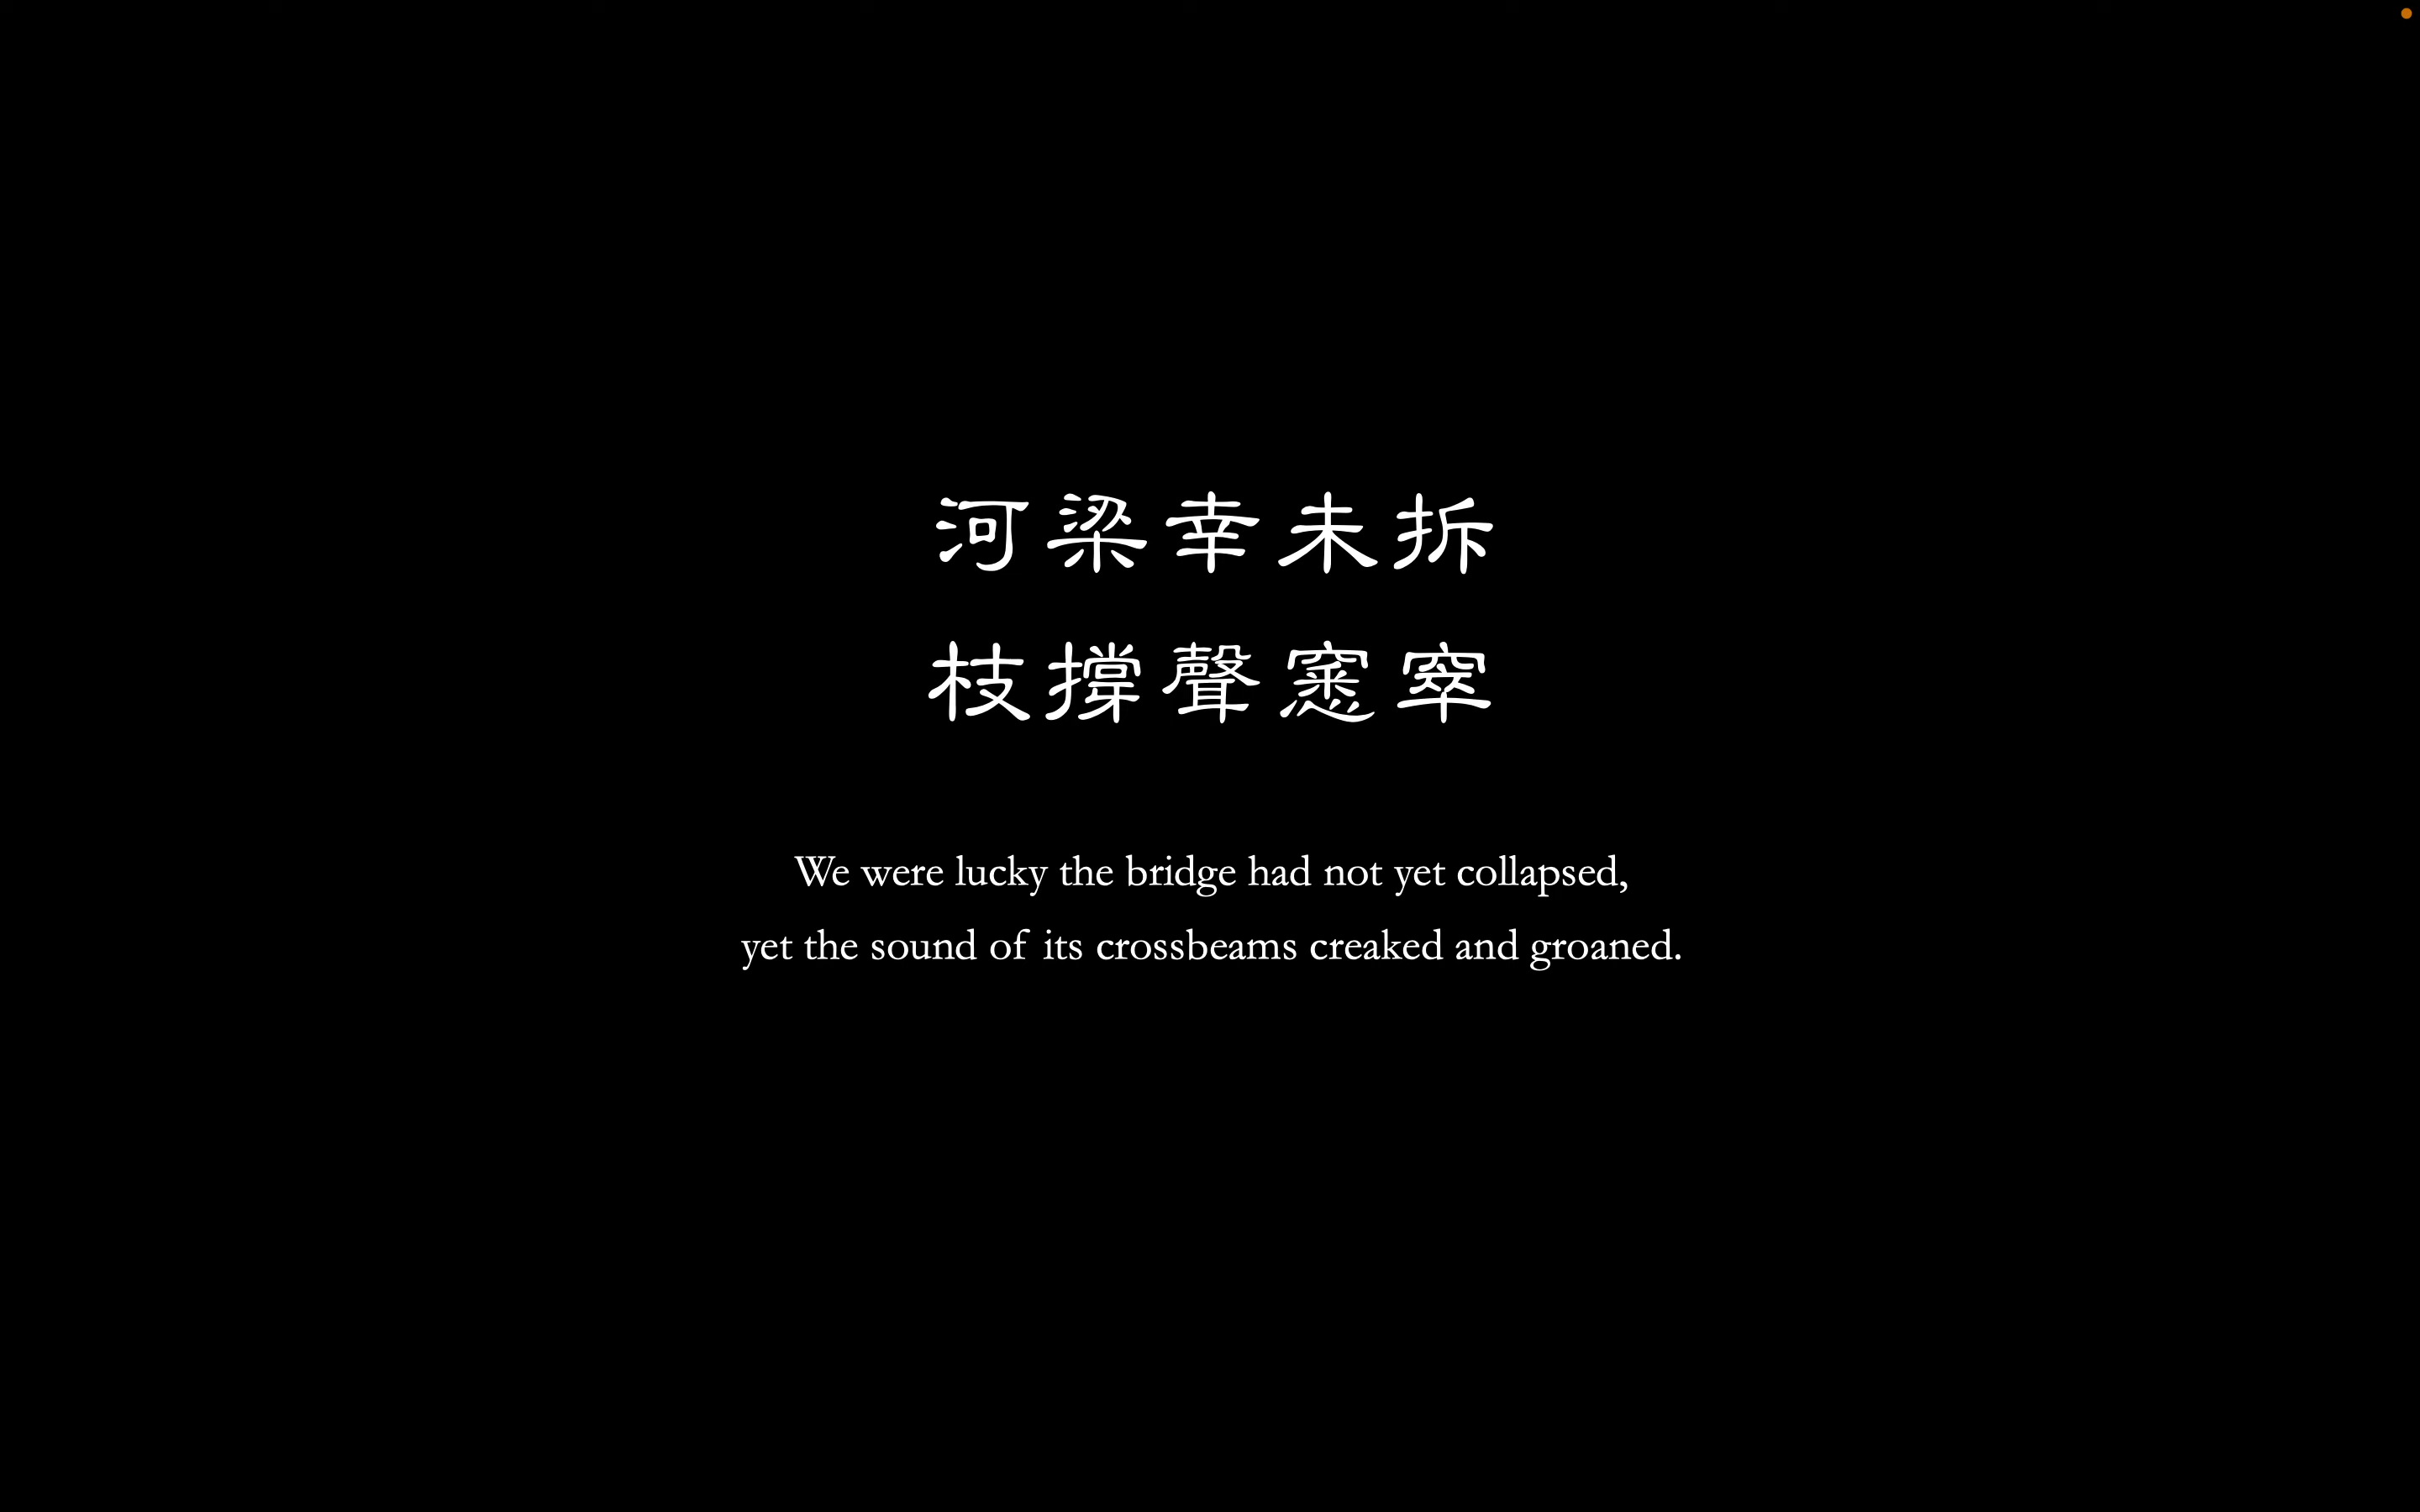 河梁幸未拆
枝撐聲窸窣
We were lucky the bridge had not yet collapsed,
yet the sound of its crossbeams creaked and groaned.